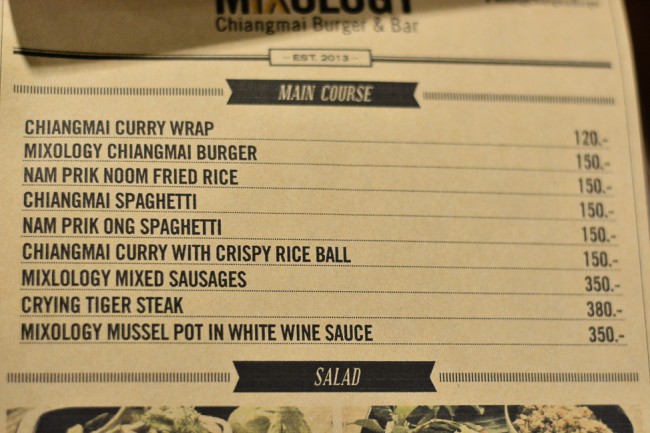 MIXOLOGY
Chiangmai Burger & Bar
EST. 2013
MAIN COURSE
CHIANGMAI CURRY WRAP 120.-
MIXOLOGY CHIANGMAI BURGER 150.-
NAM PRIK NOOM FRIED RICE 150.-
CHIANGMAI SPAGHETTI 150.-
NAM PRIK ONG SPAGHETTI 150.-
CHIANGMAI CURRY WITH CRISPY RICE BALL 150.-
MIXLOLOGY MIXED SAUSAGES 350.-
CRYING TIGER STEAK 380.-
MIXOLOGY MUSSEL POT IN WHITE WINE SAUCE 350.-
SALAD